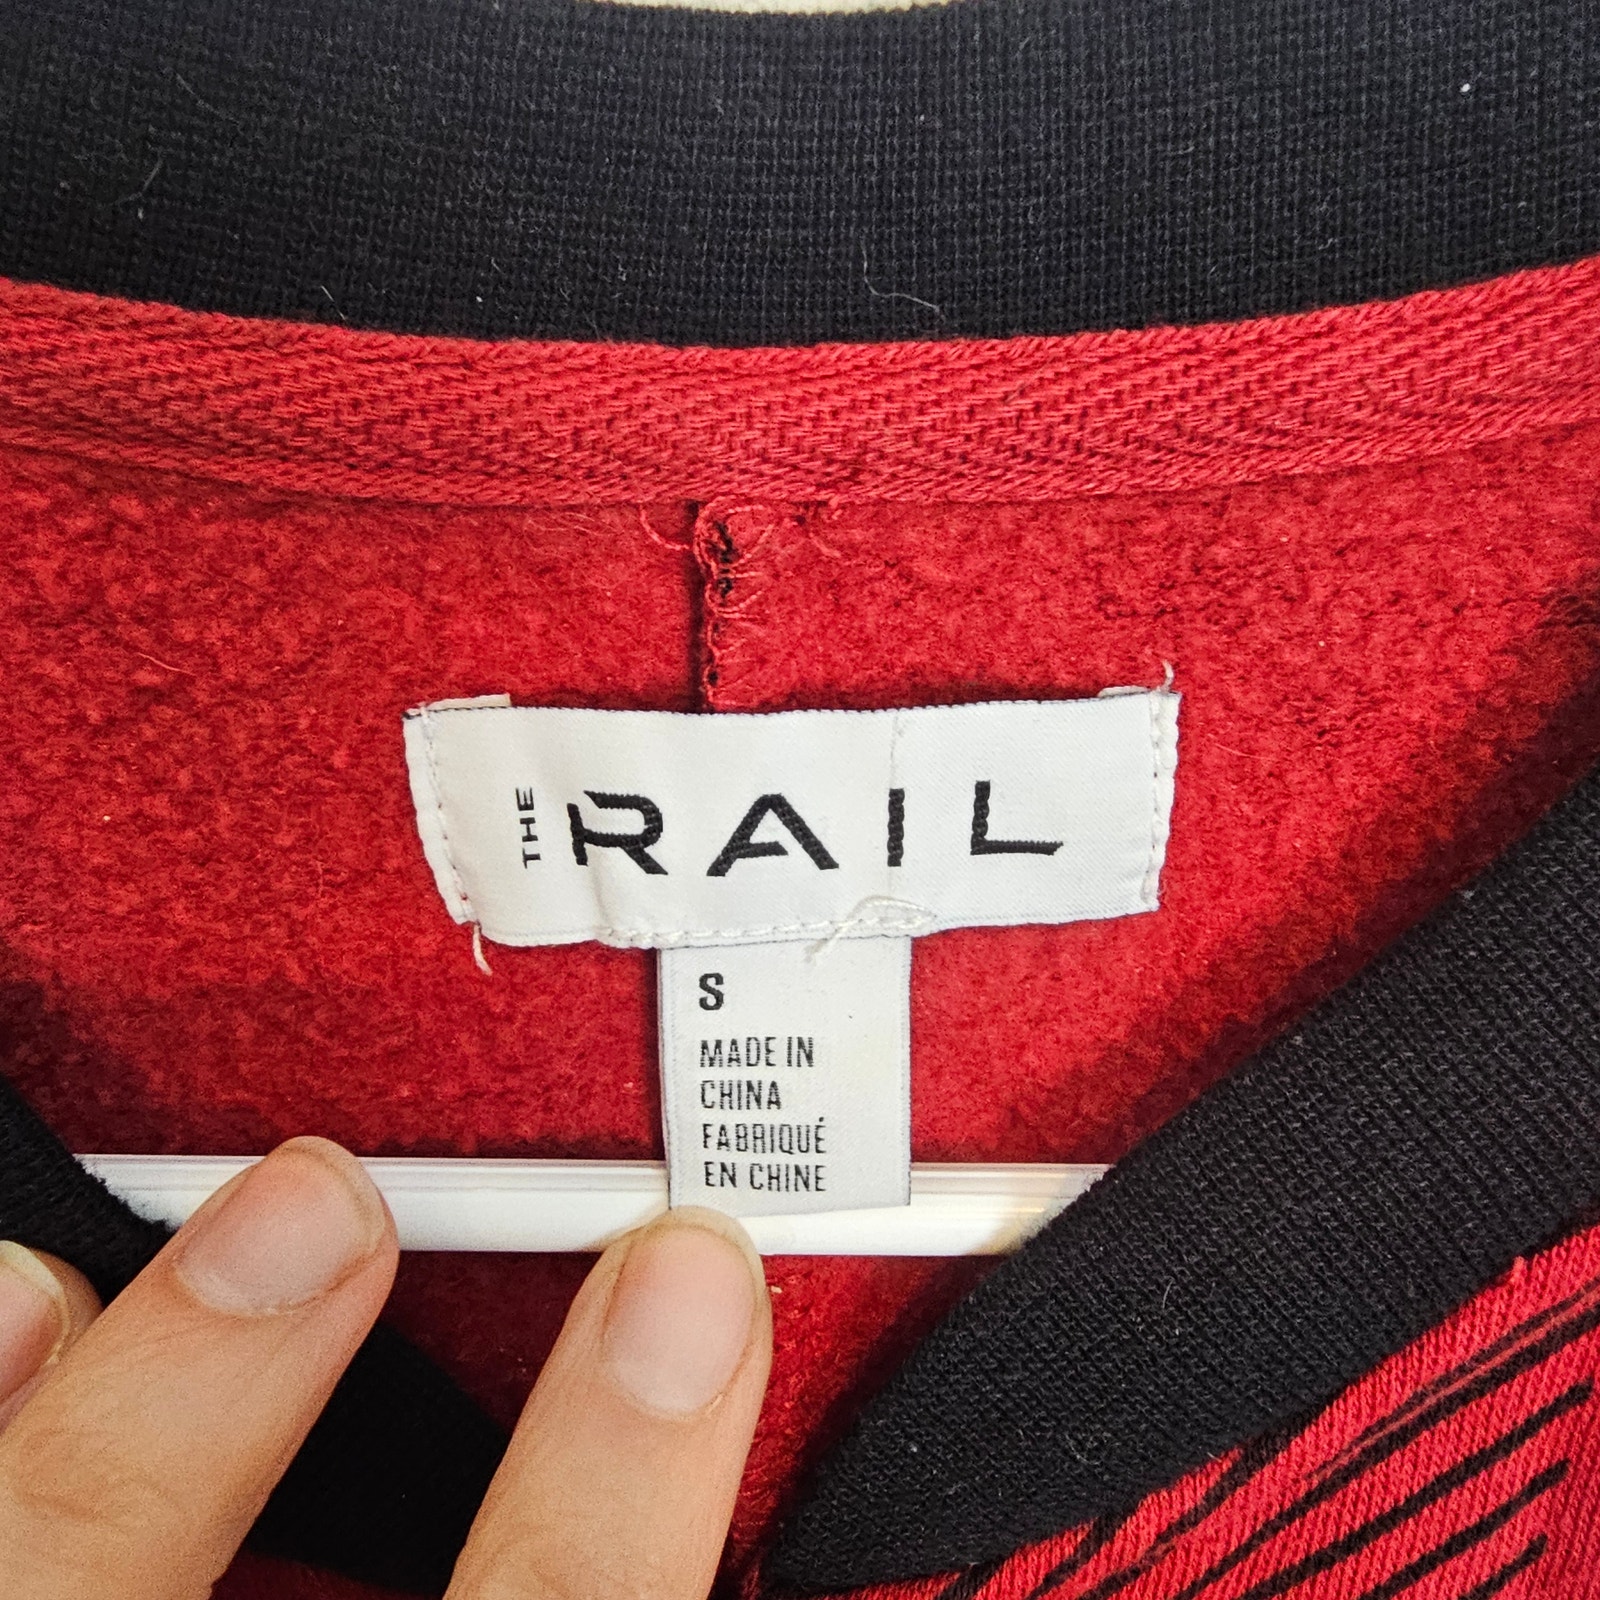 THE RAIL
S
MADE IN
CHINA
FABRIQUÉ
EN CHINE